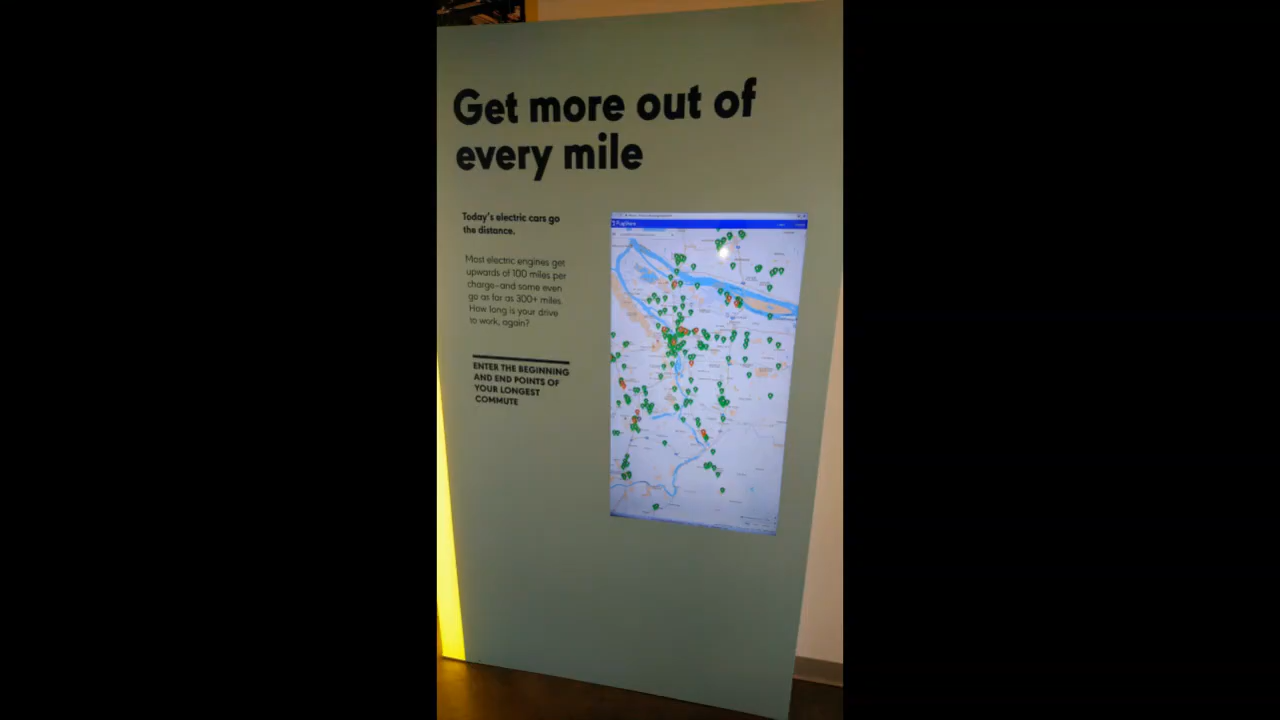 Get more out of
every mile
Today's electric cars go
the distance.
Most electric engines get
upwards of 100 miles per
charge–and some even
go as far as 300+ miles.
How long is your drive
to work, again?
ENTER THE BEGINNING
AND END POINTS OF
YOUR LONGEST
COMMUTE
PlugShare